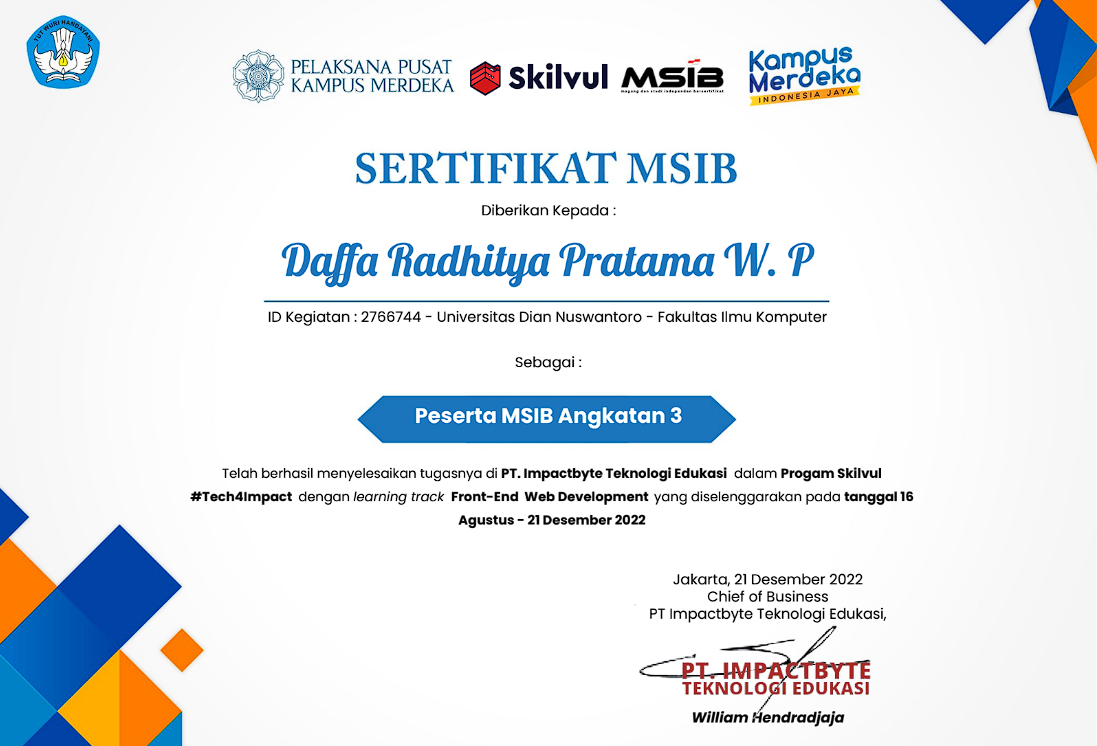 TUT WURI HANDAYANI
PELAKSANA PUSAT
KAMPUS MERDEKA
Skilvul
MSIB
magang dan studi independen bersertifikat
Kampus
Merdeka
INDONESIA JAYA
SERTIFIKAT MSIB
Diberikan Kepada :
Daffa Radhitya Pratama W. P
ID Kegiatan : 2766744 - Universitas Dian Nuswantoro - Fakultas Ilmu Komputer
Sebagai :
Peserta MSIB Angkatan 3
Telah berhasil menyelesaikan tugasnya di PT. Impactbyte Teknologi Edukasi dalam Progam Skilvul
#Tech4Impact dengan learning track Front-End Web Development yang diselenggarakan pada tanggal 16
Agustus - 21 Desember 2022
Jakarta, 21 Desember 2022
Chief of Business
PT Impactbyte Teknologi Edukasi,
PT. IMPACTBYTE
TEKNOLOGI EDUKASI
William Hendradjaja